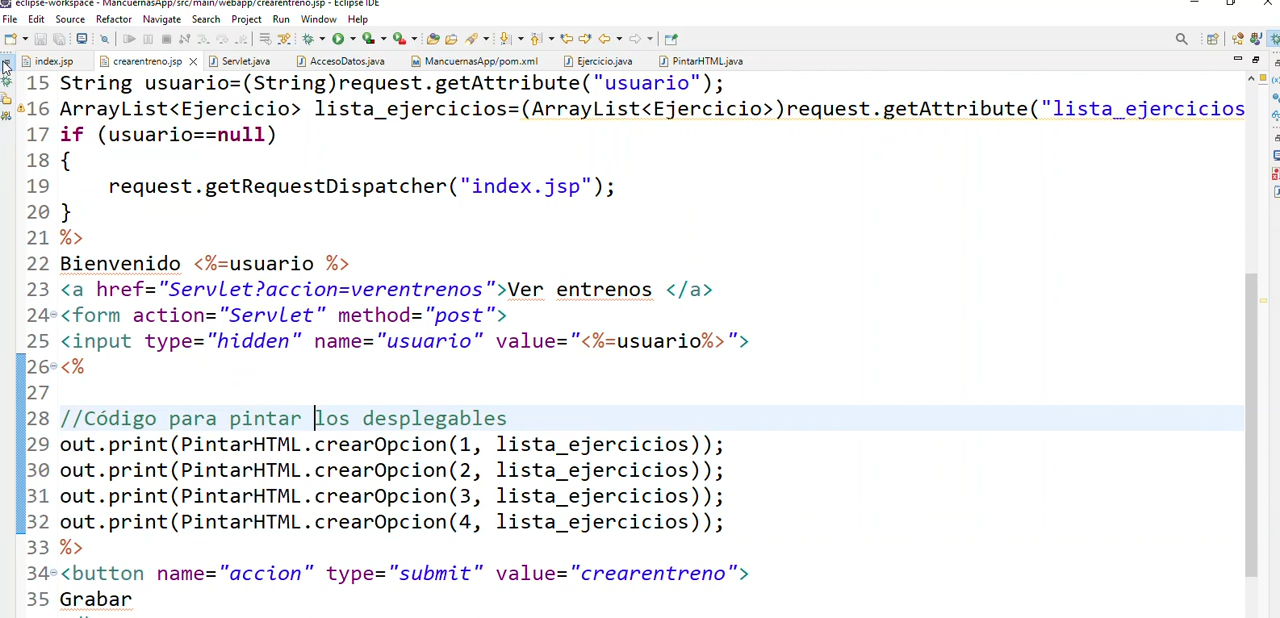 eclipse-workspace - MancuernasApp/src/main/webapp/crearentreno.jsp - Eclipse IDE
File Edit Source Refactor Navigate Search Project Run Window Help
index.jsp crearentreno.jsp Servlet.java AccesoDatos.java MancuernasApp/pom.xml Ejercicio.java PintarHTML.java
15 String usuario=(String)request.getAttribute("usuario");
16 ArrayList<Ejercicio> lista_ejercicios=(ArrayList<Ejercicio>)request.getAttribute("lista_ejercicios
17 if (usuario==null)
18 {
19 request.getRequestDispatcher("index.jsp");
20 }
21 %>
22 Bienvenido <%=usuario %>
23 <a href="Servlet?accion=verentrenos">Ver entrenos </a>
24 <form action="Servlet" method="post">
25 <input type="hidden" name="usuario" value="<%=usuario%>">
26 <%
27
28 //Código para pintar los desplegables
29 out.print(PintarHTML.crearOpcion(1, lista_ejercicios));
30 out.print(PintarHTML.crearOpcion(2, lista_ejercicios));
31 out.print(PintarHTML.crearOpcion(3, lista_ejercicios));
32 out.print(PintarHTML.crearOpcion(4, lista_ejercicios));
33 %>
34 <button name="accion" type="submit" value="crearentreno">
35 Grabar